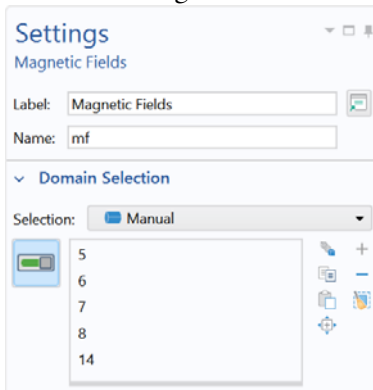 Settings
Magnetic Fields
Label: Magnetic Fields
Name: mf
Domain Selection
Selection: Manual
5
6
7
8
14